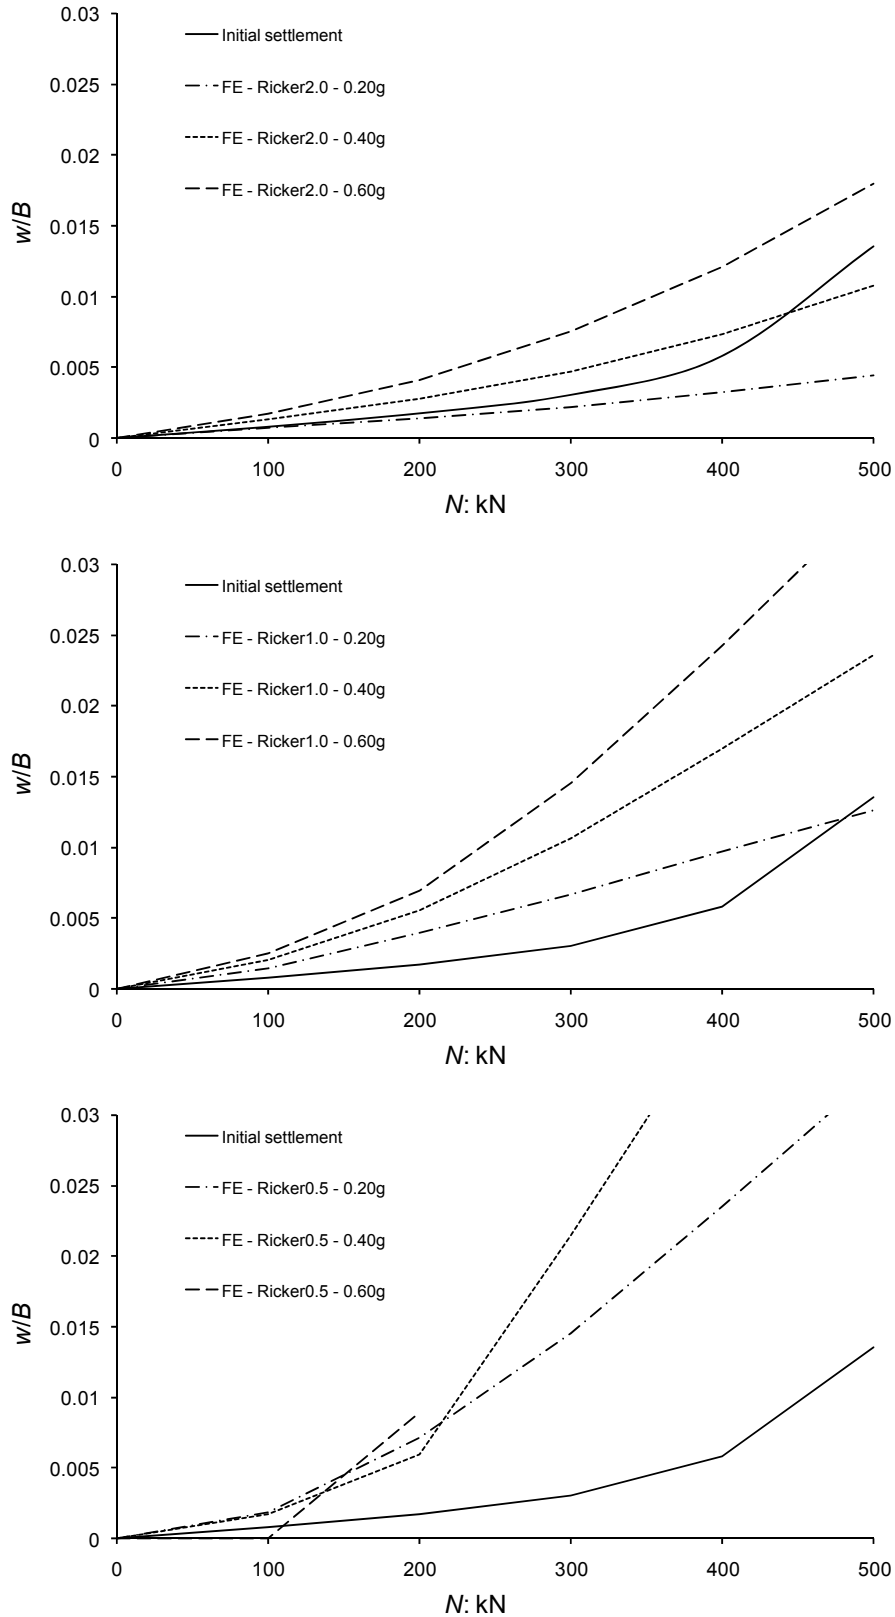 0.03
Initial settlement
0.025
FE - Ricker2.0 - 0.20g
0.02
FE - Ricker2.0 - 0.40g
FE - Ricker2.0 - 0.60g
0.015
w/B
0.01
0.005
0
0 100 200 300 400 500
N: kN
0.03
Initial settlement
0.025
FE - Ricker1.0 - 0.20g
0.02
FE - Ricker1.0 - 0.40g
FE - Ricker1.0 - 0.60g
0.015
w/B
0.01
0.005
0
0 100 200 300 400 500
N: kN
0.03
Initial settlement
0.025
FE - Ricker0.5 - 0.20g
0.02
FE - Ricker0.5 - 0.40g
FE - Ricker0.5 - 0.60g
0.015
w/B
0.01
0.005
0
0 100 200 300 400 500
N: kN